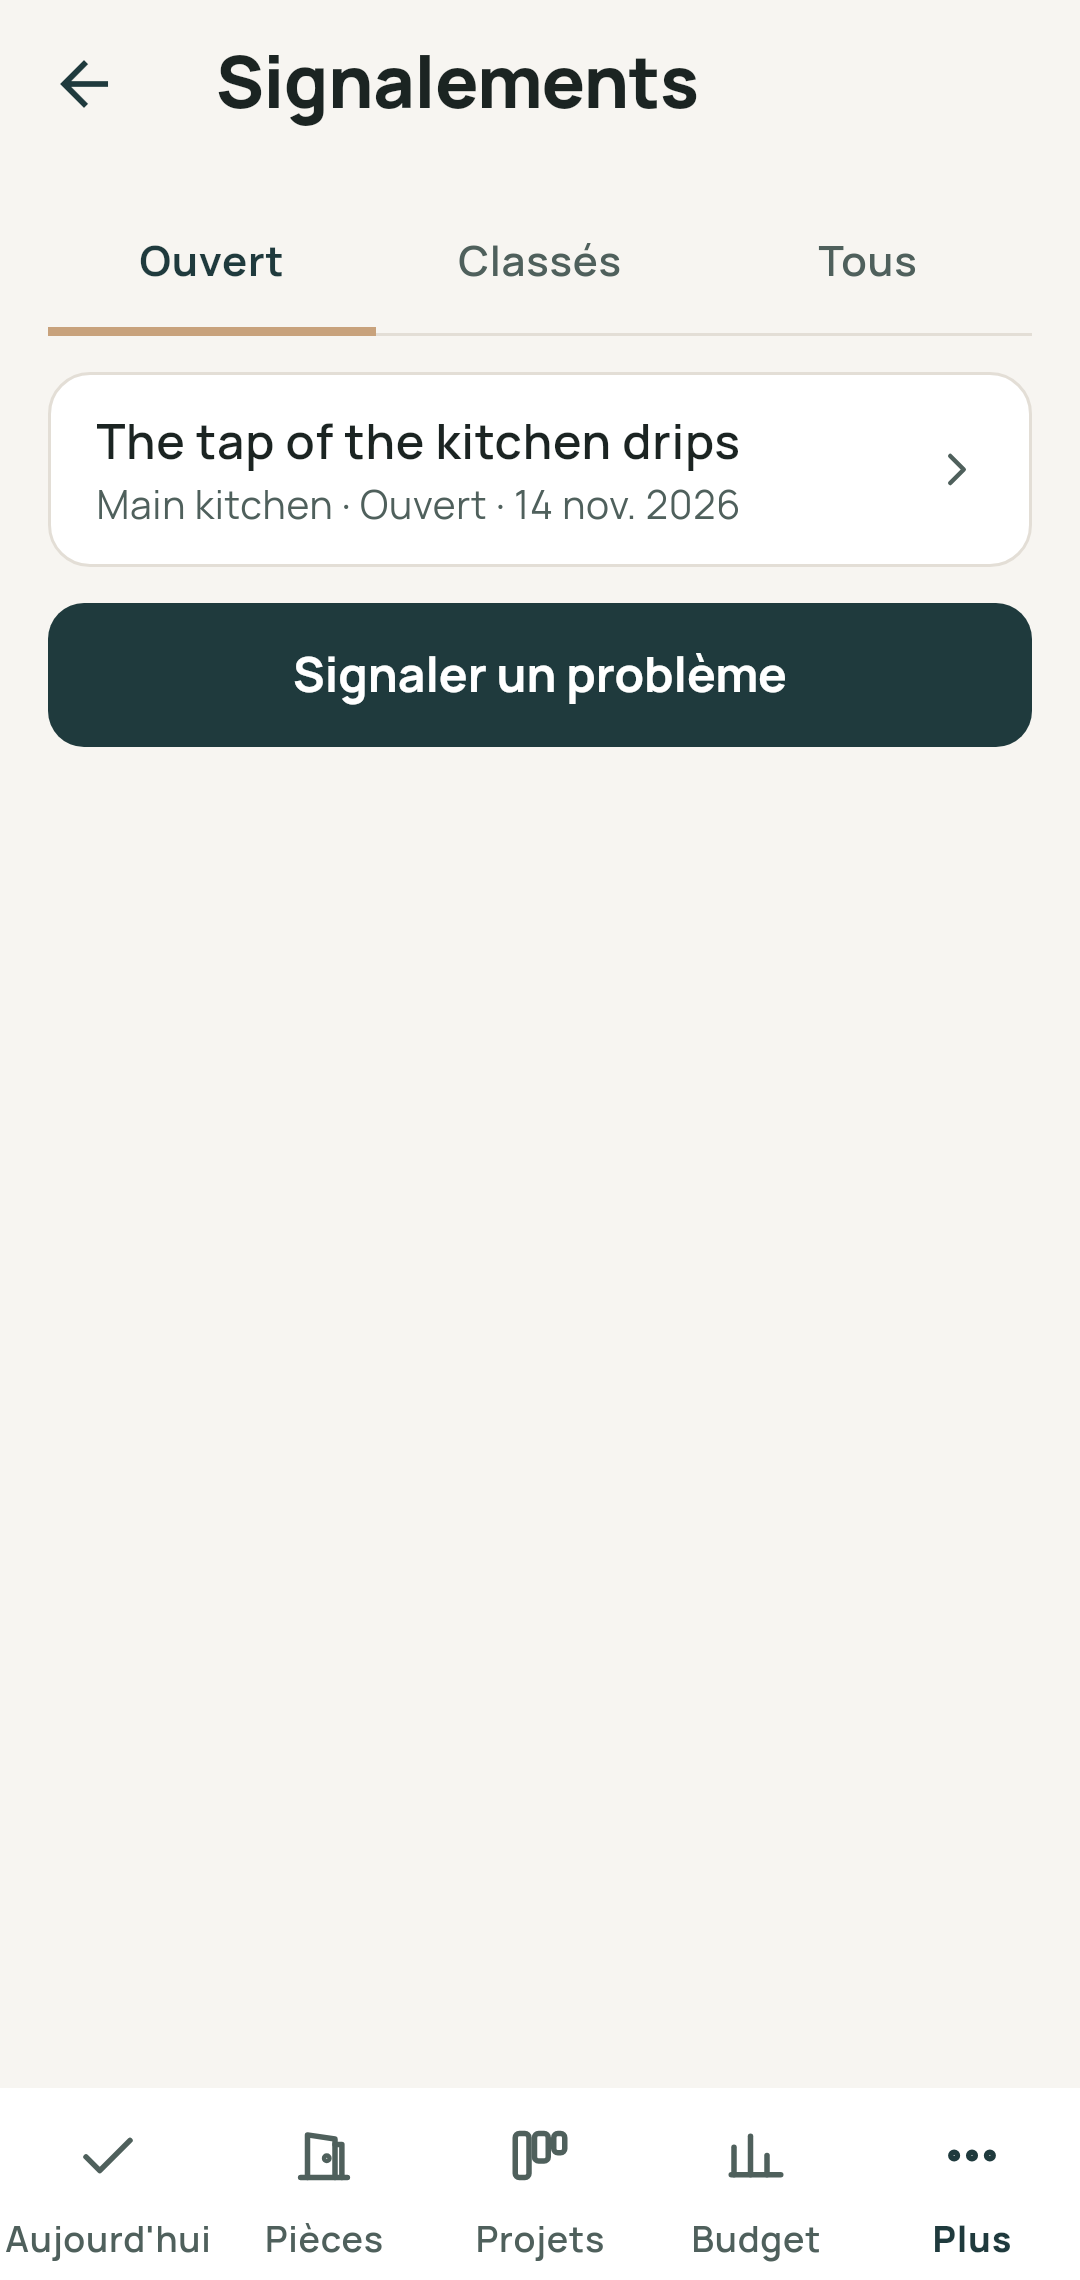 Signalements
Ouvert
Classés
Tous
The tap of the kitchen drips
Main kitchen · Ouvert · 14 nov. 2026
Signaler un problème
Aujourd'hui
Pièces
Projets
Budget
Plus